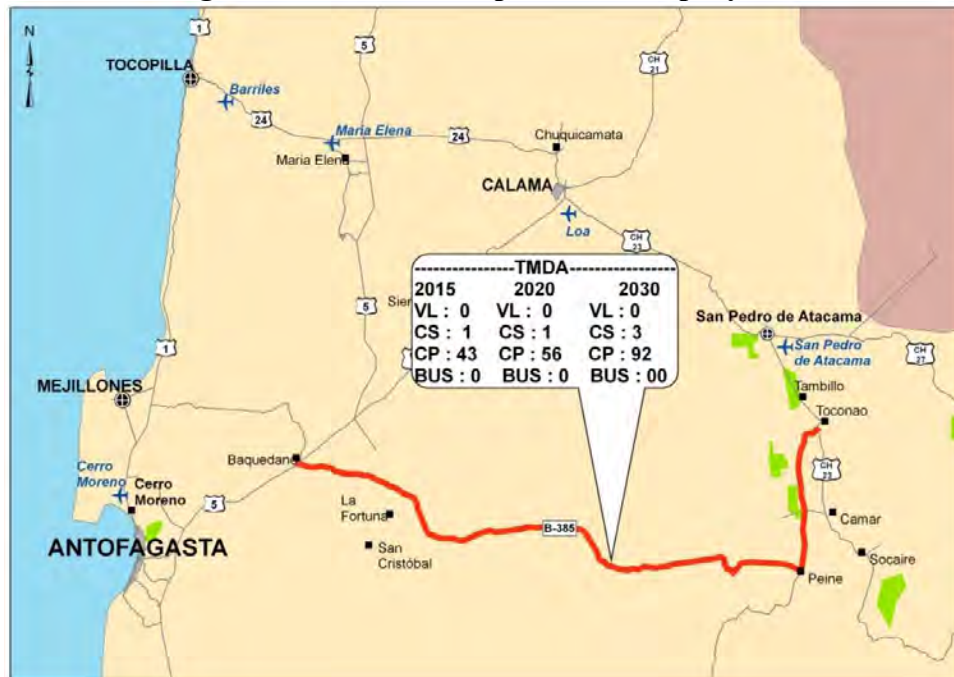 N
1
5
CH
21
TOCOPILLA
Barriles
24
Maria Elena
24
Chuquicamata
Maria Elena
CALAMA
Loa
CH
23
------------------TMDA------------------
2015 2020 2030
VL : 0 VL : 0 VL : 0
CS : 1 CS : 1 CS : 3
CP : 43 CP : 56 CP : 92
BUS : 0 BUS : 0 BUS : 00
5
San Pedro de Atacama
San Pedro
de Atacama
CH
27
1
MEJILLONES
Tambillo
Toconao
Baquedano
CH
23
Cerro
Moreno
Cerro
Moreno
5
La
Fortuna
B-385
Camar
ANTOFAGASTA
San
Cristóbal
Socaire
Peine